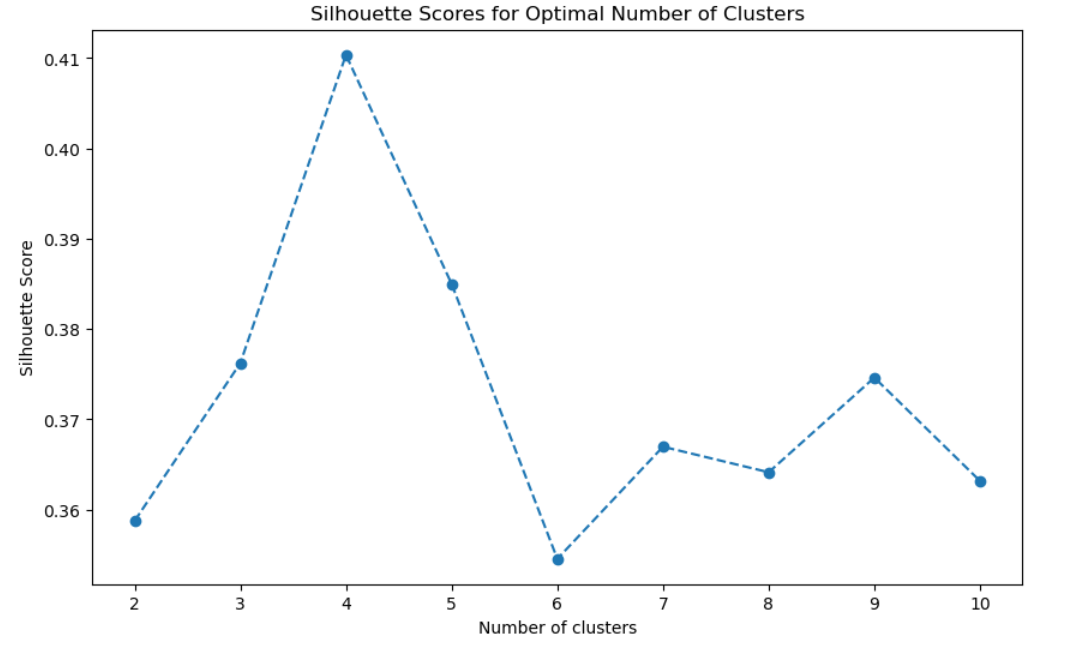 Silhouette Scores for Optimal Number of Clusters
0.41
0.40
0.39
0.38
0.37
0.36
Silhouette Score
2 3 4 5 6 7 8 9 10
Number of clusters